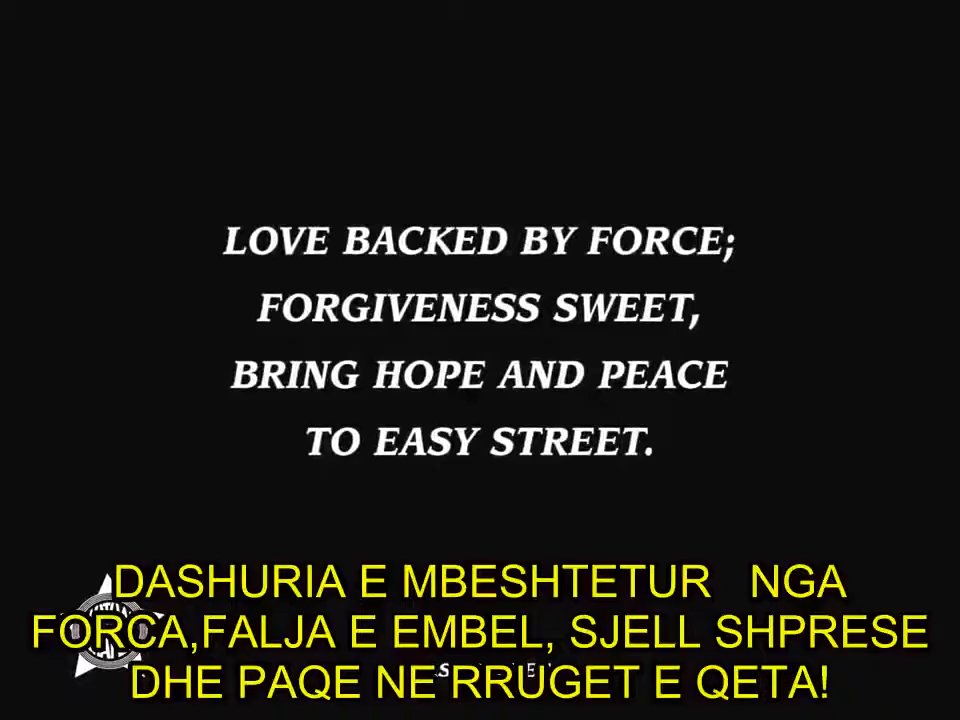 LOVE BACKED BY FORCE;
FORGIVENESS SWEET,
BRING HOPE AND PEACE
TO EASY STREET.
DASHURIA E MBESHTETUR NGA
FORCA,FALJA E EMBEL, SJELL SHPRESE
DHE PAQE NE RRUGET E QETA!